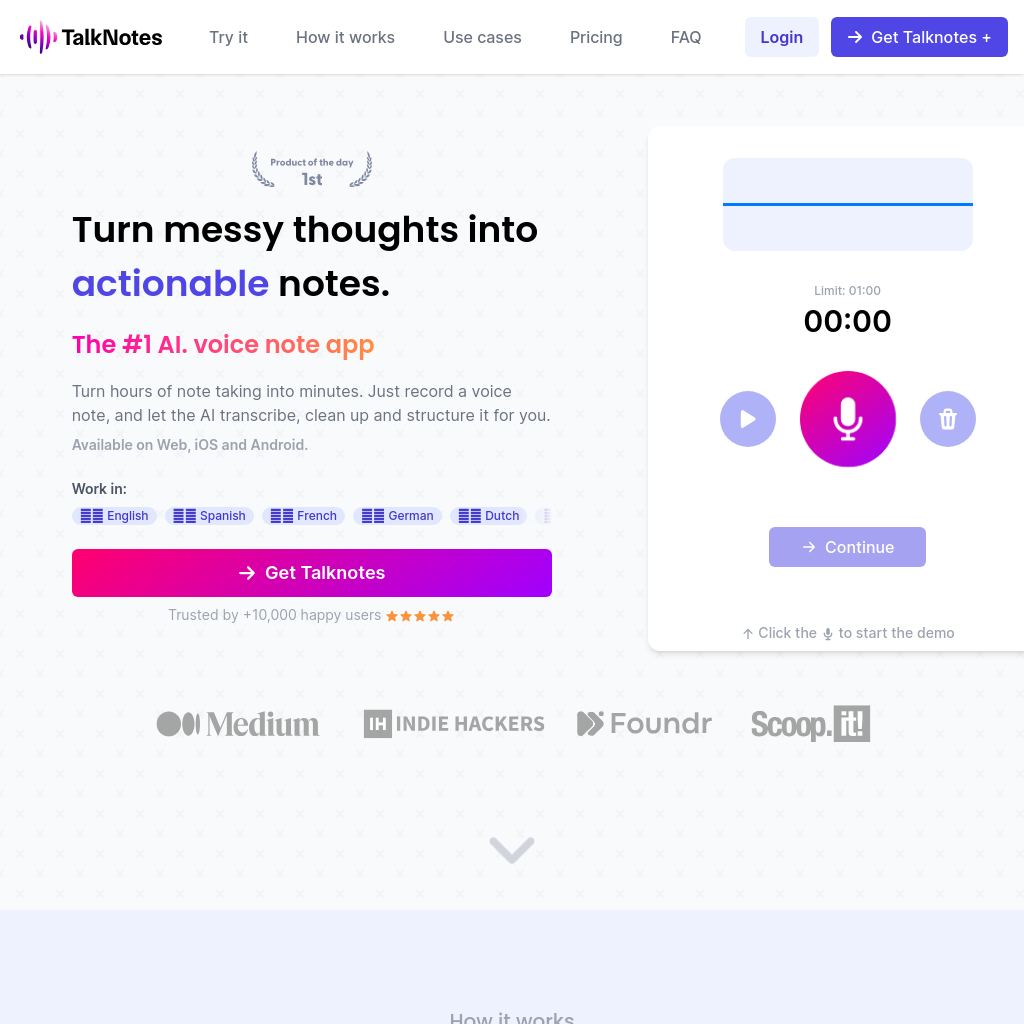 TalkNotes
Try it
How it works
Use cases
Pricing
FAQ
Login
Get Talknotes +
Product of the day
1st
Turn messy thoughts into
actionable notes.
The #1 AI. voice note app
Turn hours of note taking into minutes. Just record a voice
note, and let the AI transcribe, clean up and structure it for you.
Available on Web, iOS and Android.
Work in:
English
Spanish
French
German
Dutch
→ Get Talknotes
Trusted by +10,000 happy users
Limit: 01:00
00:00
→ Continue
↑ Click the to start the demo
Medium
IH INDIE HACKERS
Foundr
Scoop.it!
How it works